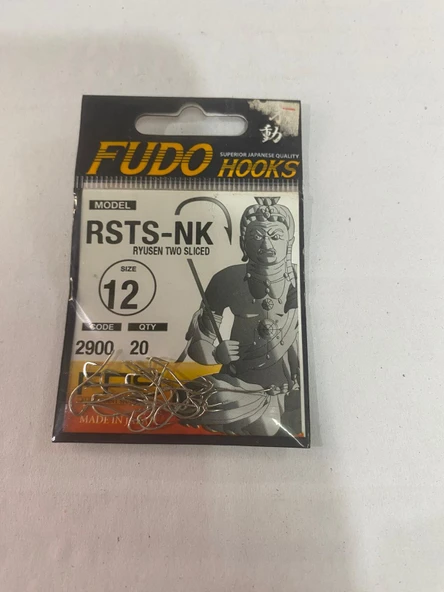 動
FUDO
SUPERIOR JAPANESE QUALITY
HOOKS
MODEL
RSTS-NK
RYUSEN TWO SLICED
SIZE
12
CODE QTY
2900 20
MADE IN